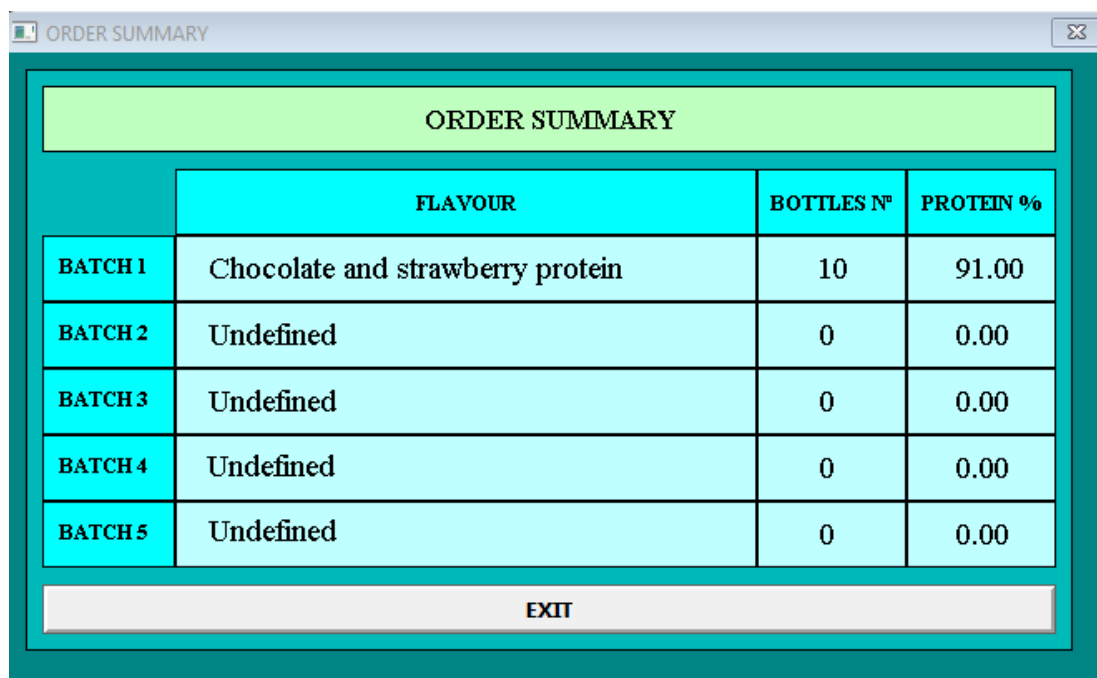 ORDER SUMMARY
ORDER SUMMARY
FLAVOUR BOTTLES Nº PROTEIN %
BATCH 1 Chocolate and strawberry protein 10 91.00
BATCH 2 Undefined 0 0.00
BATCH 3 Undefined 0 0.00
BATCH 4 Undefined 0 0.00
BATCH 5 Undefined 0 0.00
EXIT